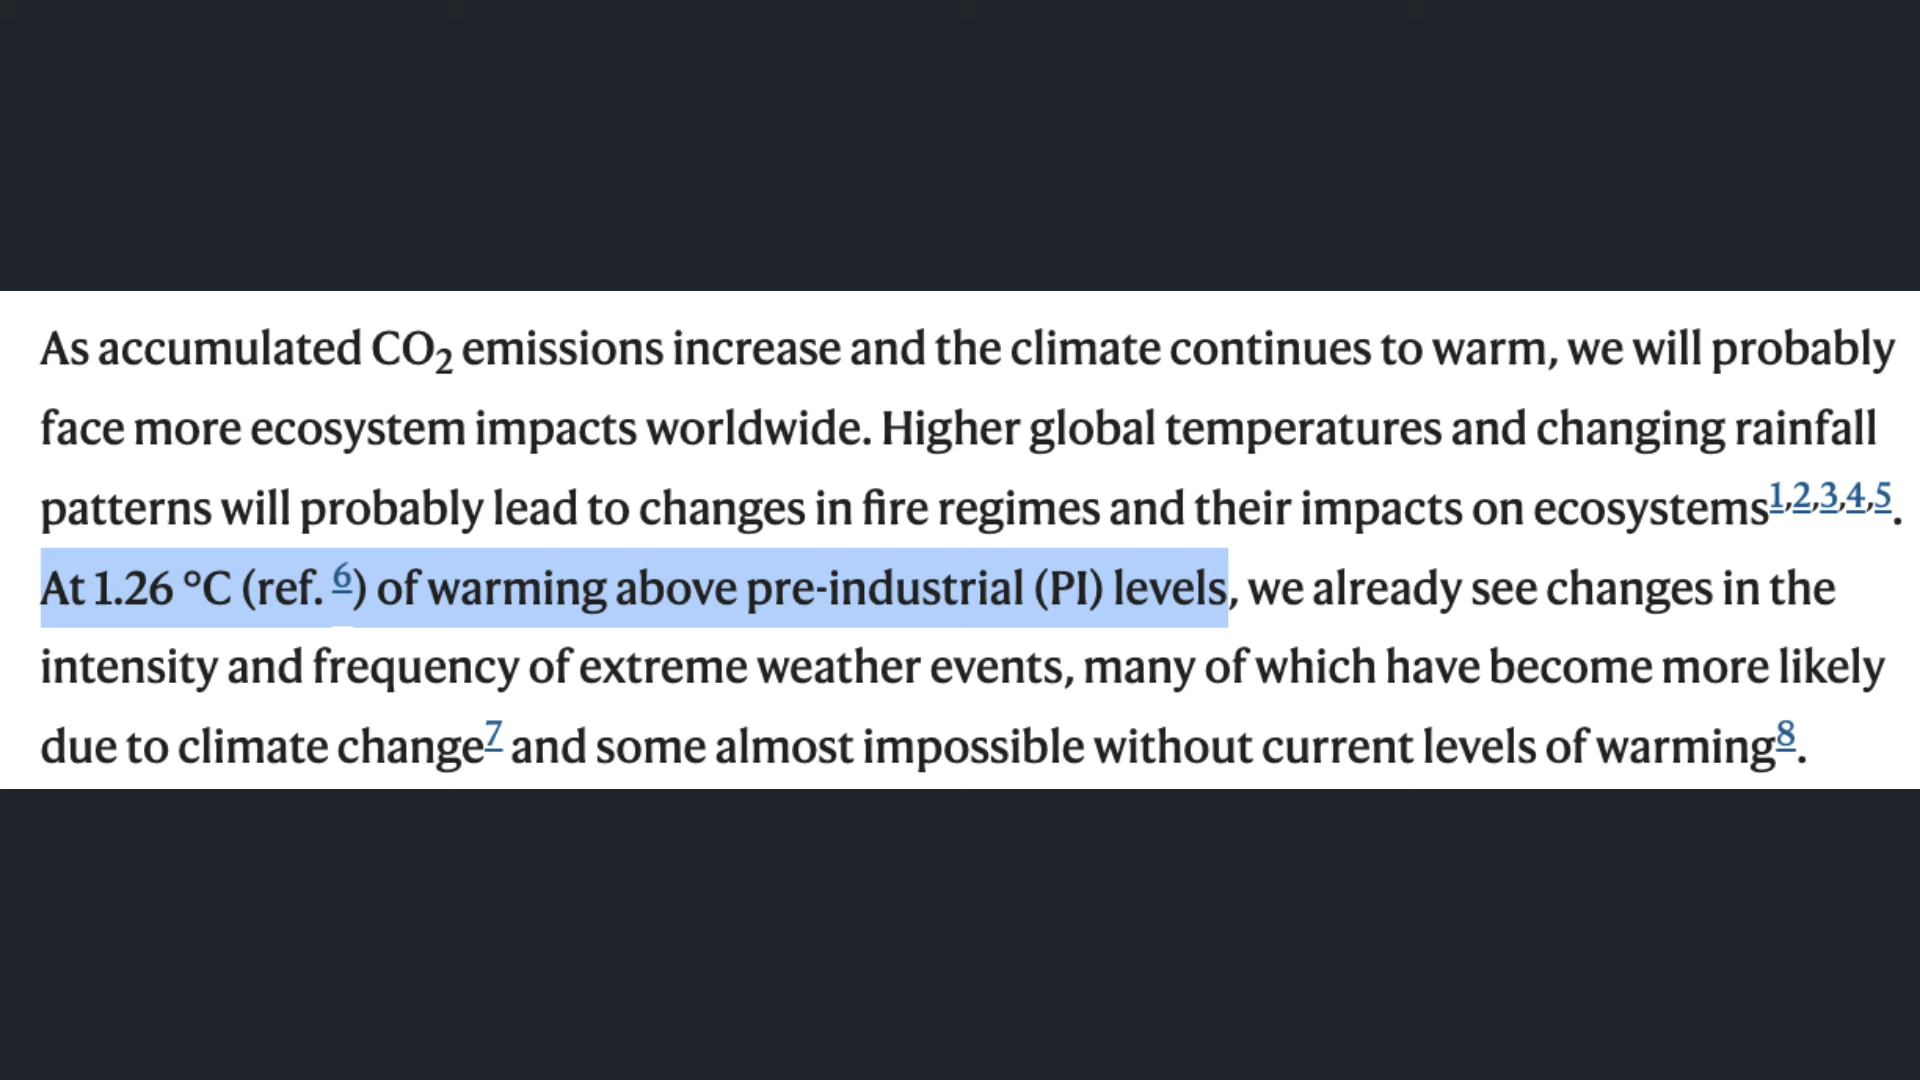 As accumulated CO₂ emissions increase and the climate continues to warm, we will probably
face more ecosystem impacts worldwide. Higher global temperatures and changing rainfall
patterns will probably lead to changes in fire regimes and their impacts on ecosystems1,2,3,4,5.
At 1.26 °C (ref. 6) of warming above pre-industrial (PI) levels, we already see changes in the
intensity and frequency of extreme weather events, many of which have become more likely
due to climate change7 and some almost impossible without current levels of warming8.